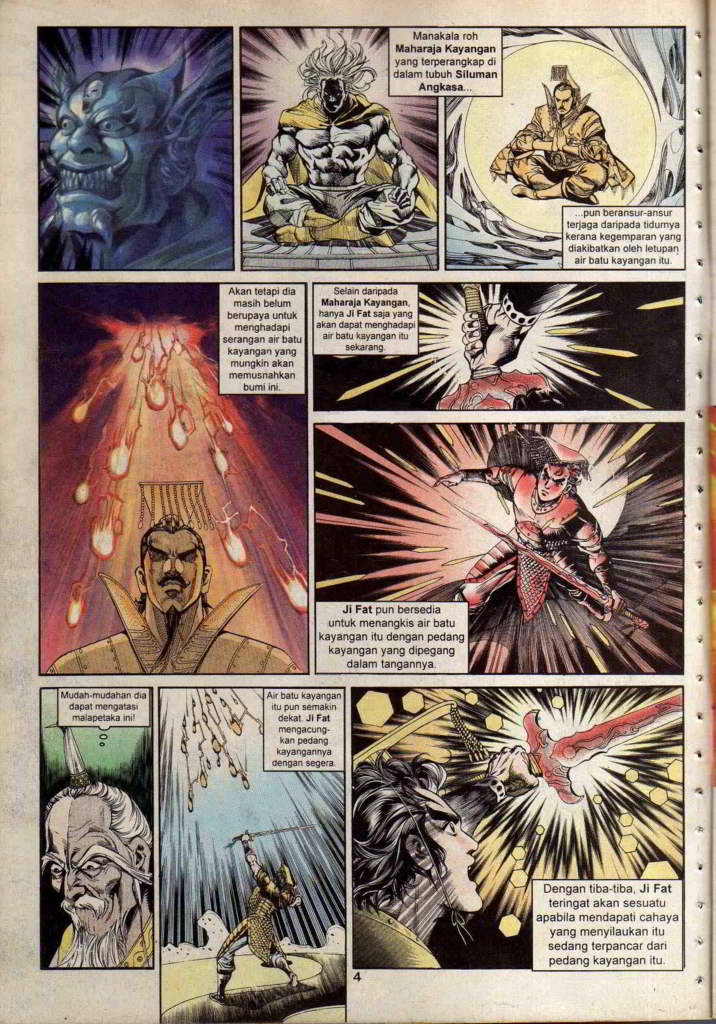 Manakala roh
Maharaja Kayangan
yang terperangkap di
dalam tubuh Siluman
Angkasa...
...pun beransur-ansur
terjaga daripada tidurnya
kerana kegemparan yang
diakibatkan oleh letupan
air batu kayangan itu.
Akan tetapi dia
masih belum
berupaya untuk
menghadapi
serangan air batu
kayangan yang
mungkin akan
memusnahkan
bumi ini.
Selain daripada
Maharaja Kayangan,
hanya Ji Fat saja yang
akan dapat menghadapi
air batu kayangan itu
sekarang.
Ji Fat pun bersedia
untuk menangkis air batu
kayangan itu dengan pedang
kayangan yang dipegang
dalam tangannya.
Mudah-mudahan dia
dapat mengatasi
malapetaka ini!
Air batu kayangan
itu pun semakin
dekat. Ji Fat
mengacung-
kan pedang
kayangannya
dengan segera.
Dengan tiba-tiba, Ji Fat
teringat akan sesuatu
apabila mendapati cahaya
yang menyilaukan itu
sedang terpancar dari
pedang kayangan itu.
4